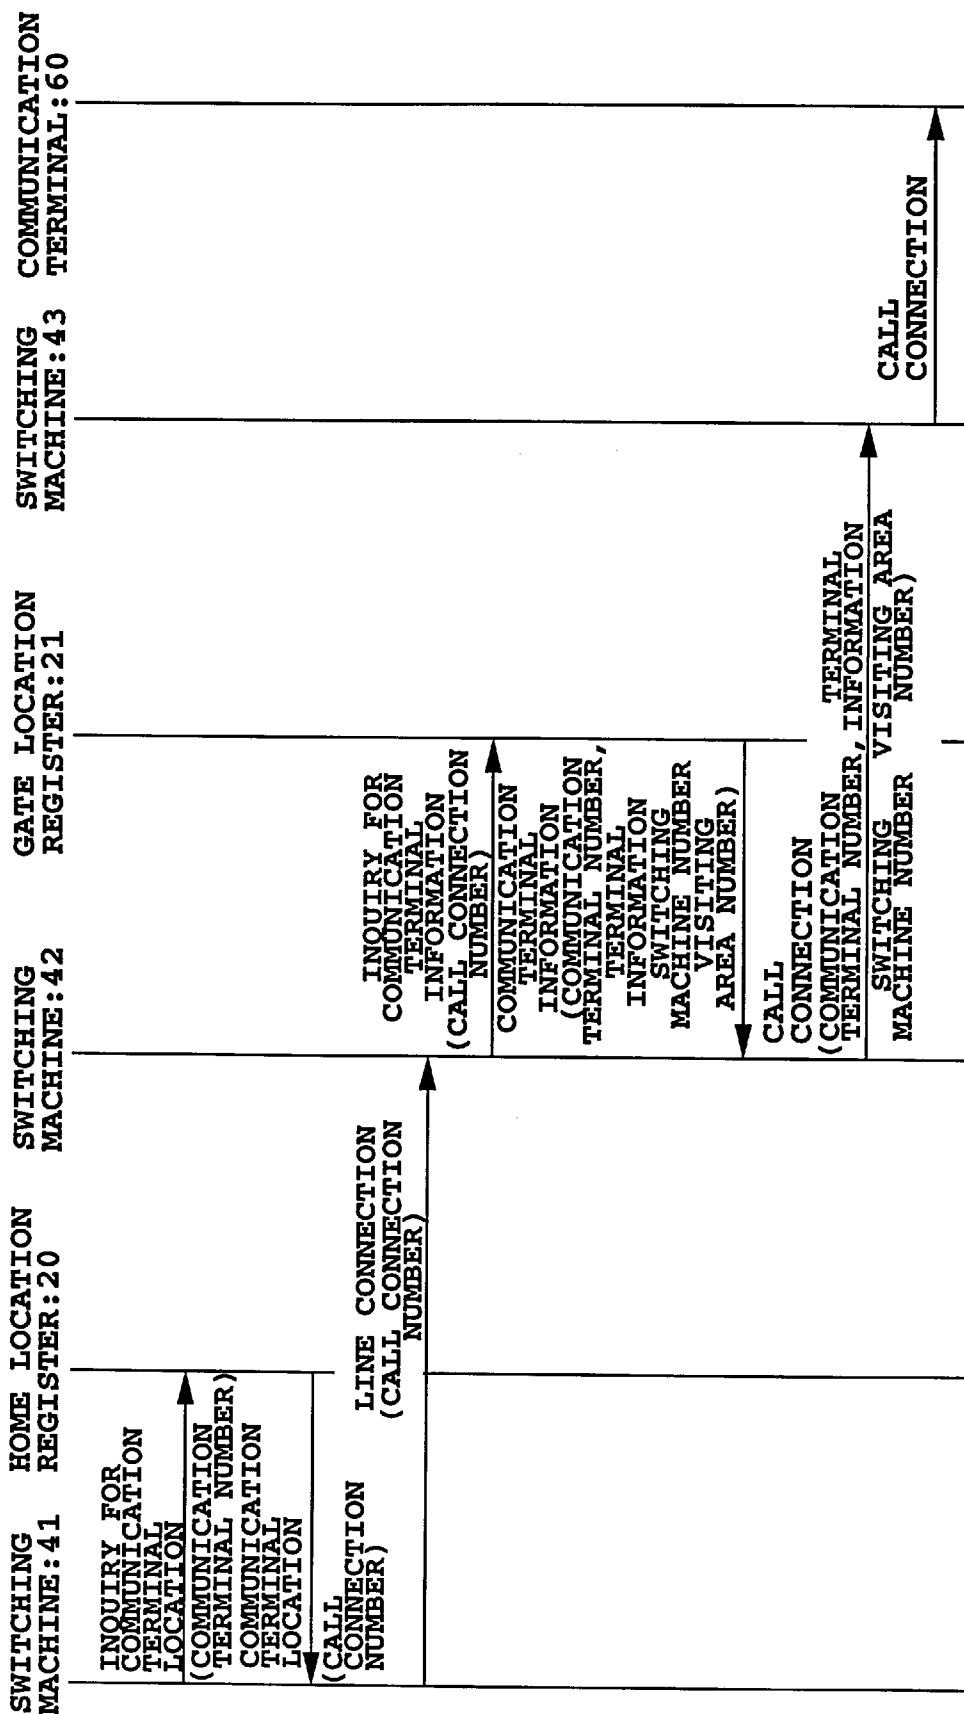 SWITCHING
MACHINE:41
HOME LOCATION
REGISTER:20
SWITCHING
MACHINE:42
GATE LOCATION
REGISTER:21
SWITCHING
MACHINE:43
COMMUNICATION
TERMINAL:60
INQUIRY FOR
COMMUNICATION
TERMINAL
LOCATION
(COMMUNICATION
TERMINAL NUMBER)
COMMUNICATION
TERMINAL
LOCATION
(CALL
CONNECTION
NUMBER)
LINE CONNECTION
(CALL CONNECTION
NUMBER)
INQUIRY FOR
COMMUNICATION
TERMINAL
INFORMATION
(CALL CONNECTION
NUMBER)
COMMUNICATION
TERMINAL
INFORMATION
(COMMUNICATION
TERMINAL NUMBER,
TERMINAL
INFORMATION
SWITCHING
MACHINE NUMBER
VISITING
AREA NUMBER)
CALL
CONNECTION
(COMMUNICATION
TERMINAL NUMBER,
TERMINAL
INFORMATION
SWITCHING
MACHINE NUMBER
VISITING AREA
NUMBER)
CALL
CONNECTION